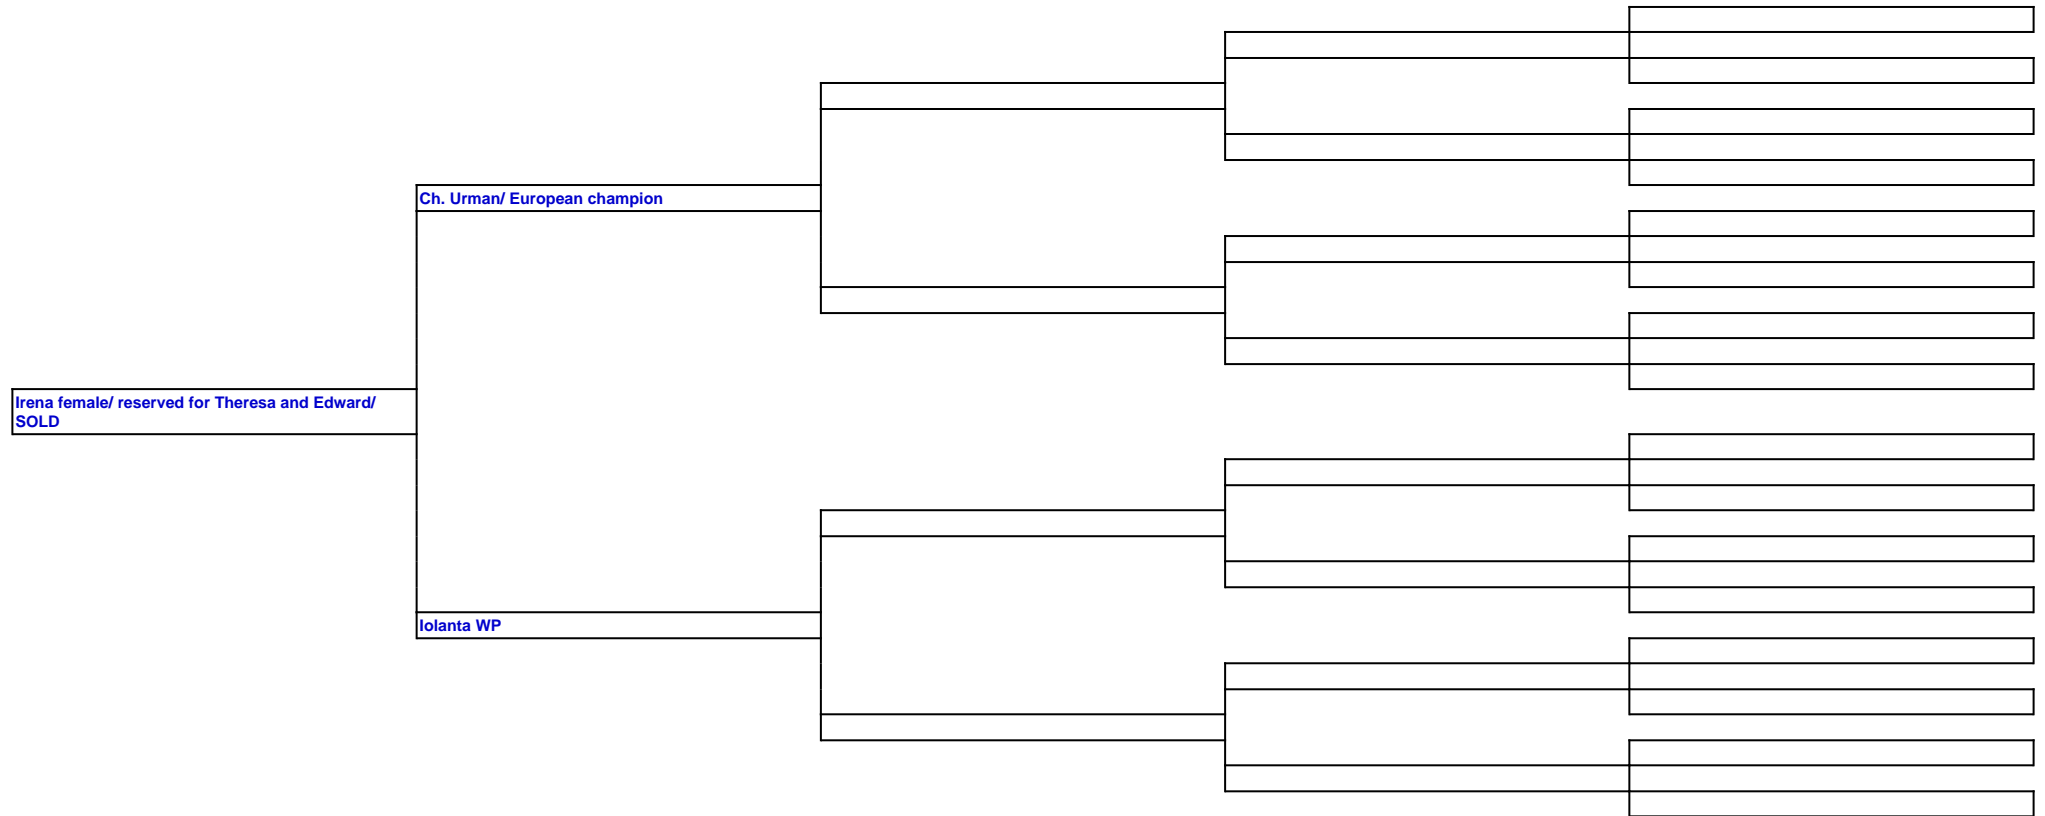 Ch. Urman/ European champion
Irena female/ reserved for Theresa and Edward/
SOLD
Iolanta WP